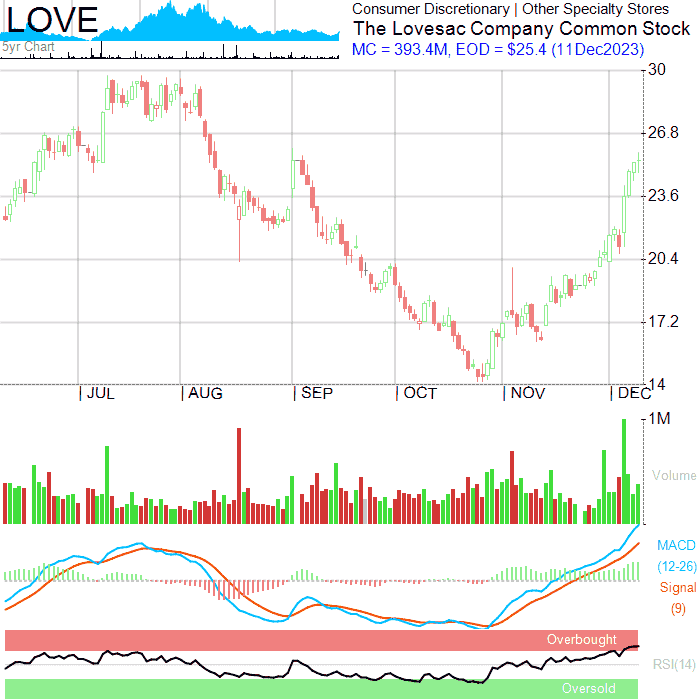 LOVE
5yr Chart
Consumer Discretionary | Other Specialty Stores
The Lovesac Company Common Stock
MC = 393.4M, EOD = $25.4 (11Dec2023)
30
26.8
23.6
20.4
17.2
14
JUL AUG SEP OCT NOV DEC
1M
Volume
MACD
(12-26)
Signal
(9)
Overbought
RSI(14)
Oversold